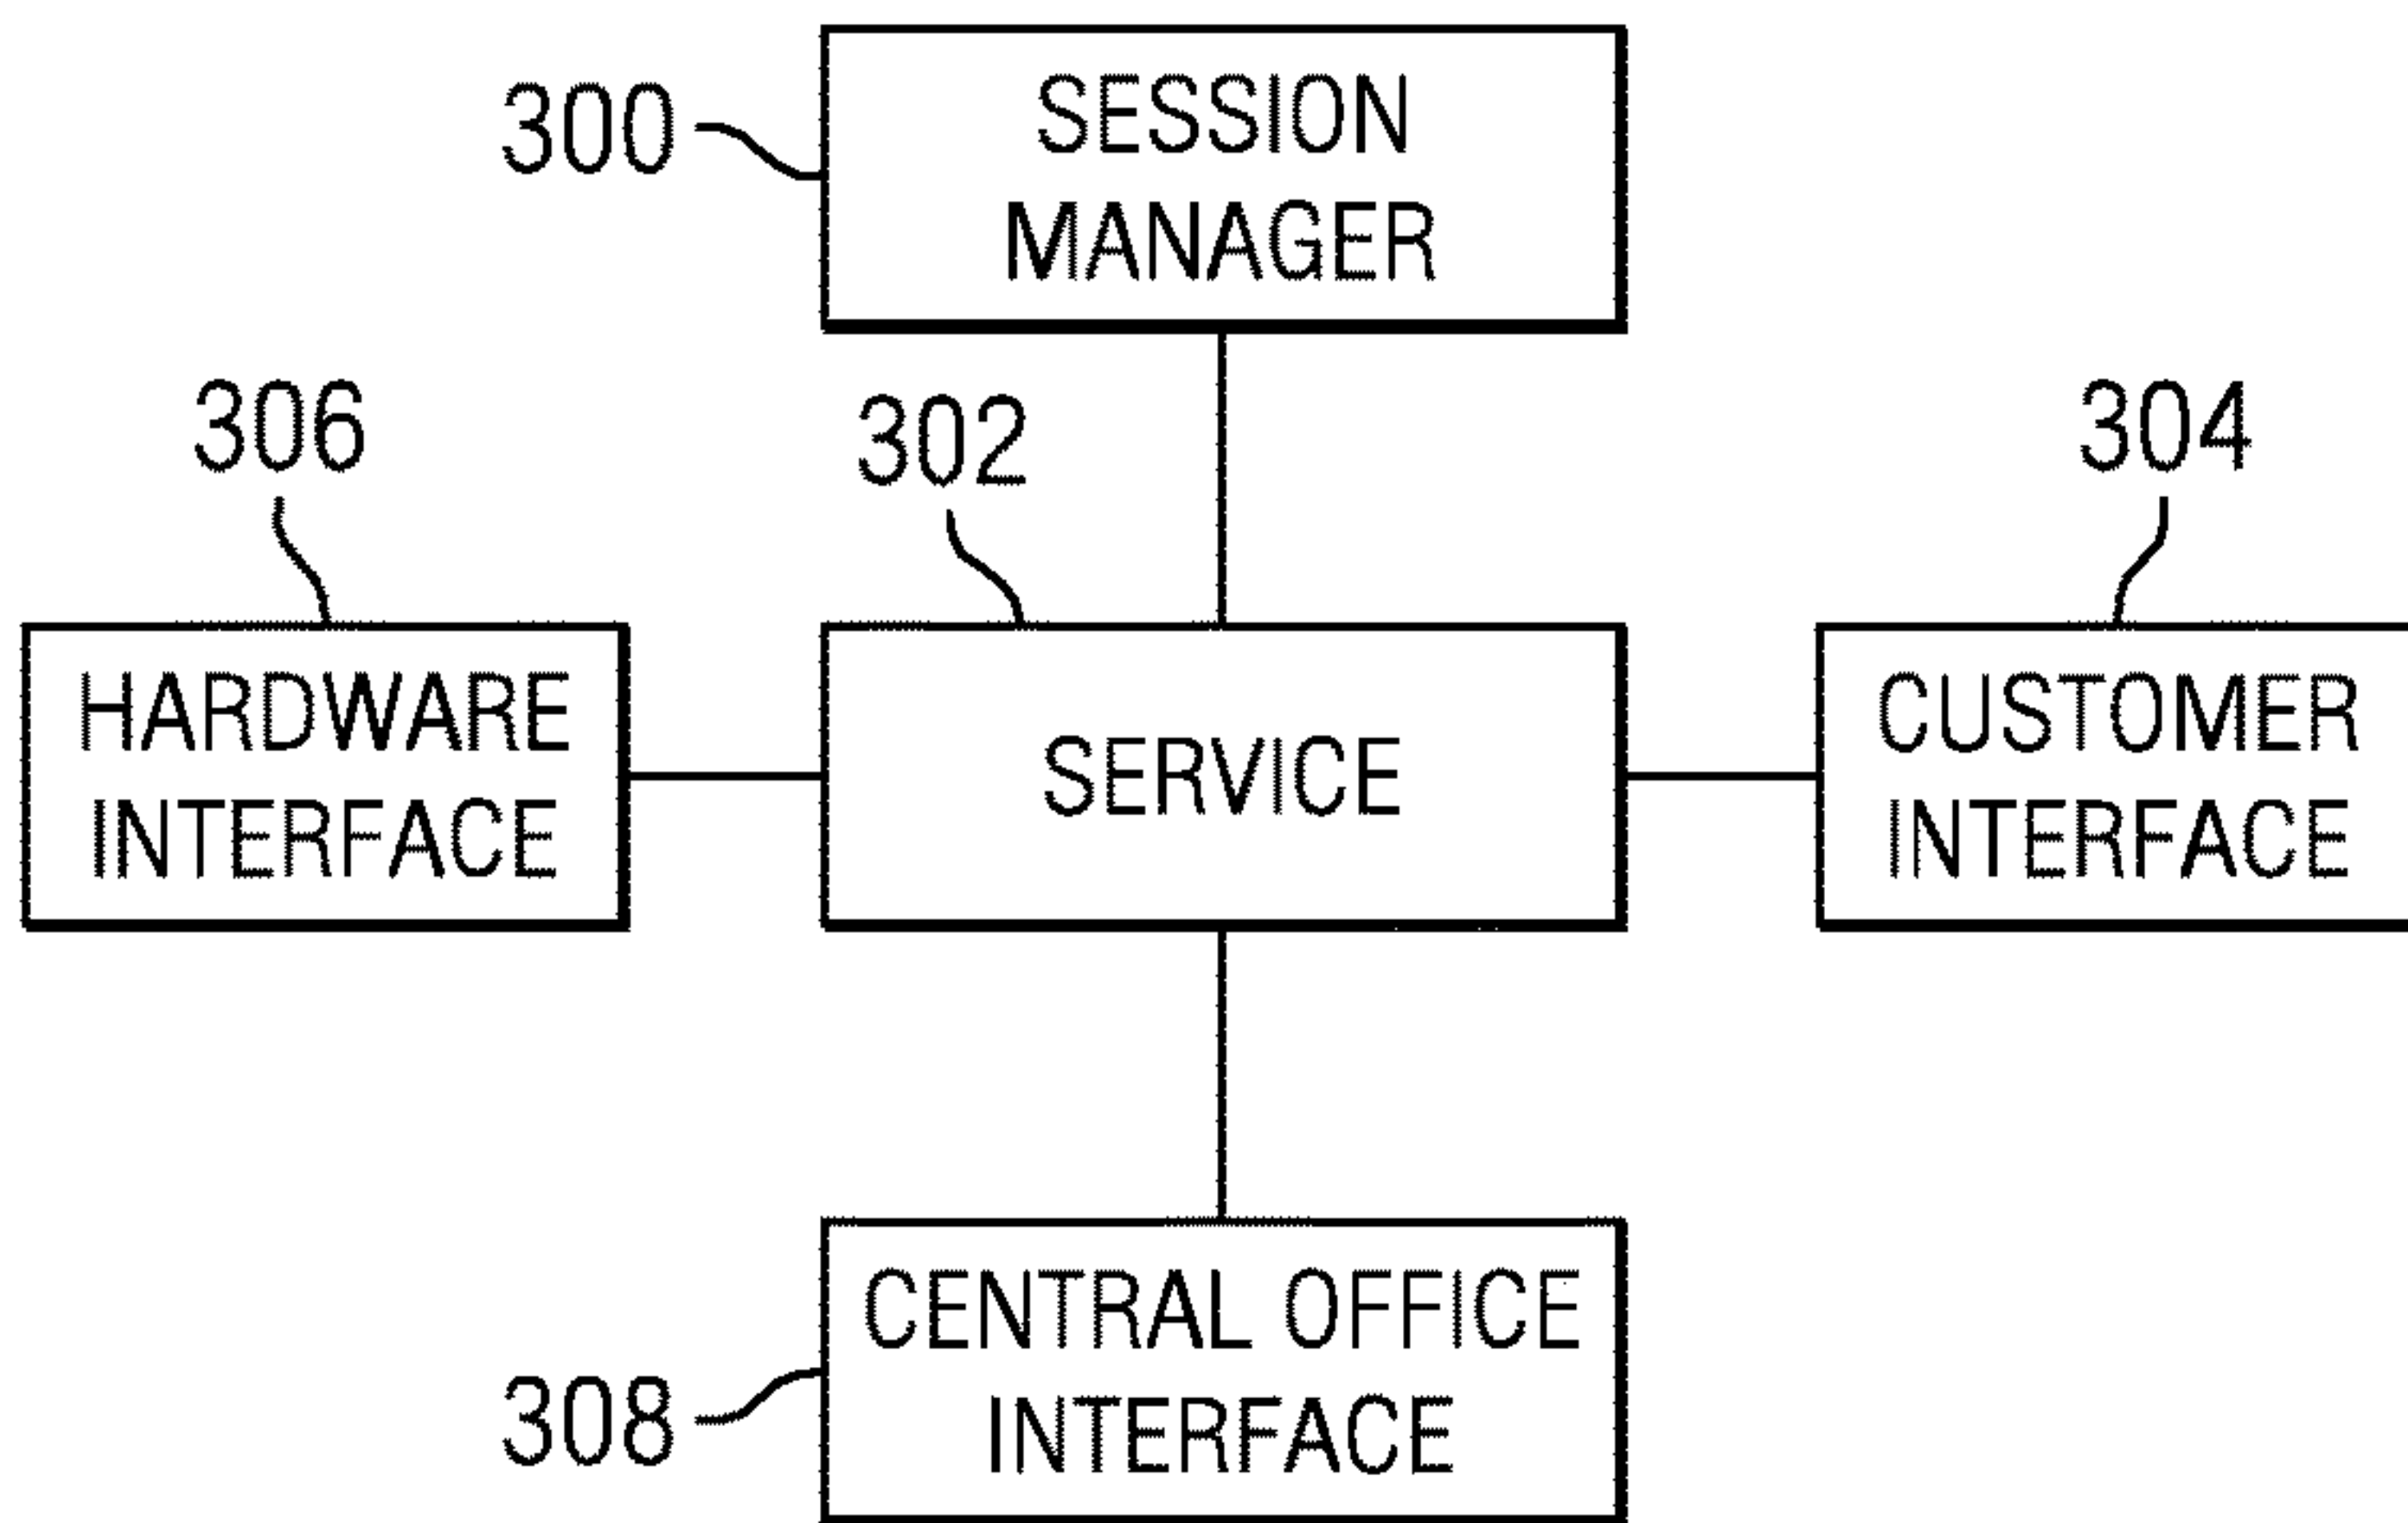 300
SESSION
MANAGER
306
302
304
HARDWARE
INTERFACE
SERVICE
CUSTOMER
INTERFACE
308
CENTRAL OFFICE
INTERFACE